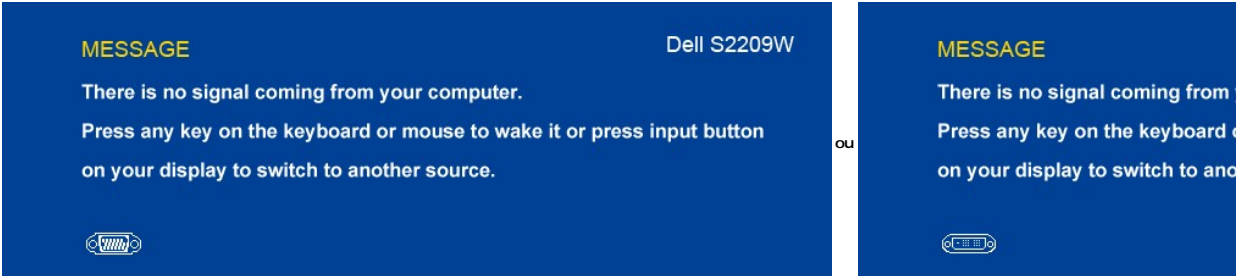 MESSAGE
Dell S2209W
There is no signal coming from your computer.
Press any key on the keyboard or mouse to wake it or press input button
on your display to switch to another source.
ou
MESSAGE
There is no signal coming from
Press any key on the keyboard
on your display to switch to